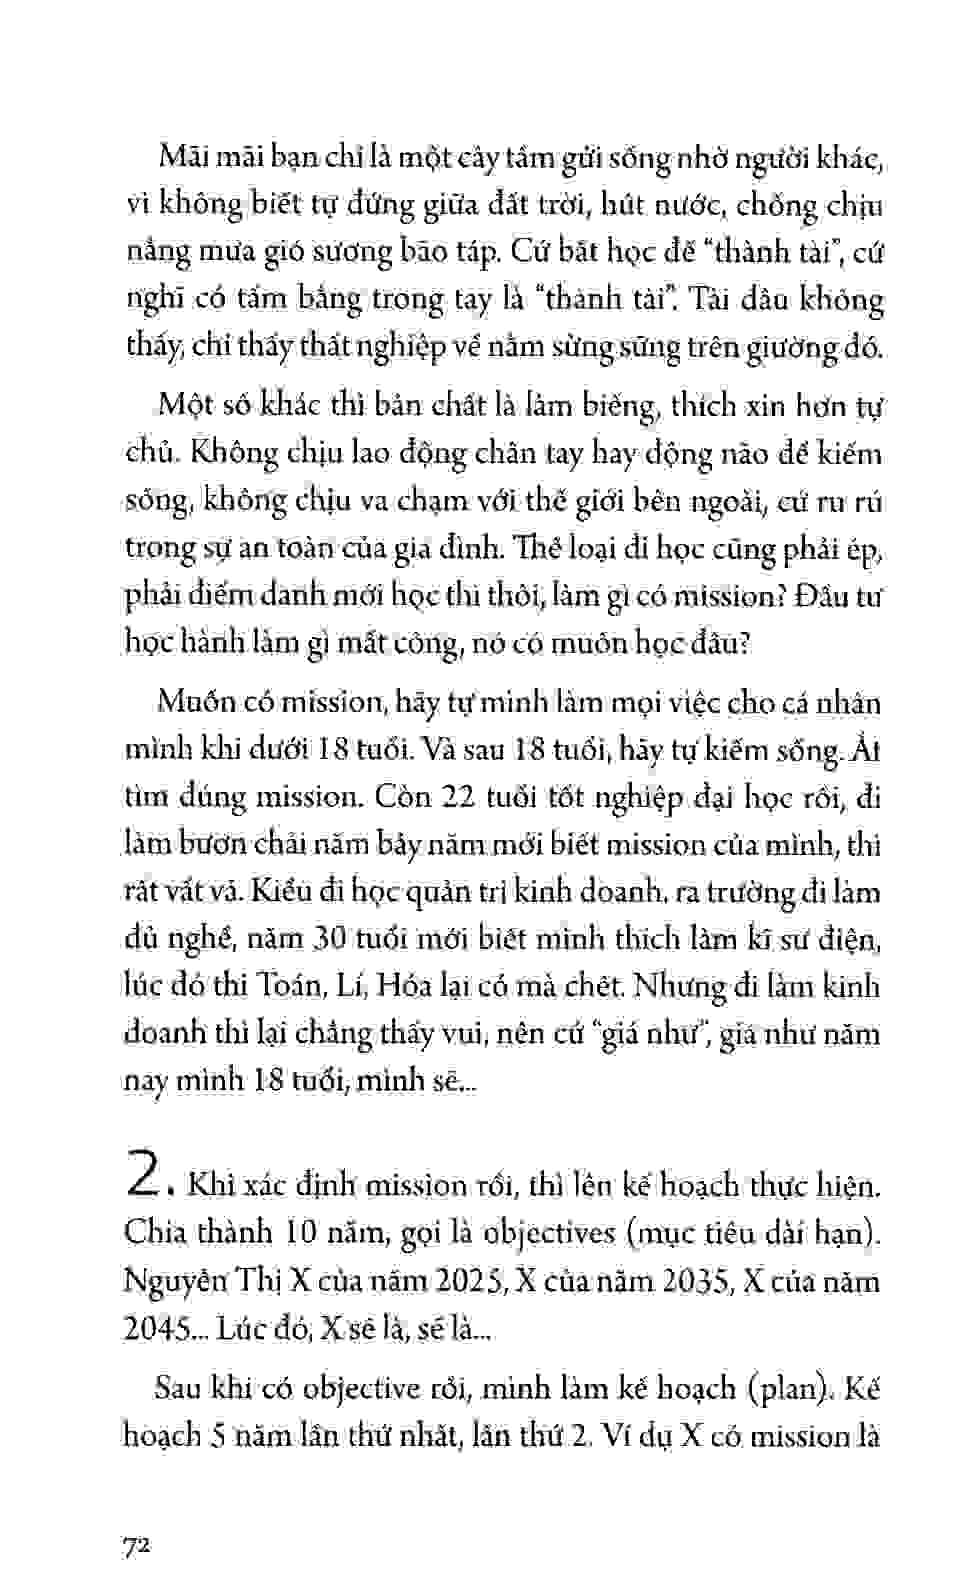 Mãi mãi bạn chỉ là một cây tầm gửi sống nhờ người khác,
vì không biết tự đứng giữa đất trời, hút nước, chống chịu
nắng mưa gió sương bão táp. Cứ bắt học để “thành tài”, cứ
nghĩ có tấm bằng trong tay là “thành tài”. Tài đâu không
thấy, chỉ thấy thất nghiệp về nằm sừng sững trên giường đó.
Một số khác thì bản chất là làm biếng, thích xin hơn tự
chủ. Không chịu lao động chân tay hay động não để kiếm
sống, không chịu va chạm với thế giới bên ngoài, cứ ru rú
trong sự an toàn của gia đình. Thể loại đi học cũng phải ép,
phải điểm danh mới học thì thôi, làm gì có mission? Đầu tư
học hành làm gì mất công, nó có muốn học đâu?
Muốn có mission, hãy tự mình làm mọi việc cho cá nhân
mình khi dưới 18 tuổi. Và sau 18 tuổi, hãy tự kiếm sống. Ắt
tìm đúng mission. Còn 22 tuổi tốt nghiệp đại học rồi, đi
làm bươn chải năm bảy năm mới biết mission của mình, thì
rất vất vả. Kiểu đi học quản trị kinh doanh, ra trường đi làm
đủ nghề, năm 30 tuổi mới biết mình thích làm kĩ sư điện,
lúc đó thi Toán, Lí, Hóa lại có mà chết. Nhưng đi làm kinh
doanh thì lại chẳng thấy vui, nên cứ “giá như”, giá như năm
nay mình 18 tuổi, mình sẽ...
2. Khi xác định mission rồi, thì lên kế hoạch thực hiện.
Chia thành 10 năm, gọi là objectives (mục tiêu dài hạn).
Nguyễn Thị X của năm 2025, X của năm 2035, X của năm
2045... Lúc đó, X sẽ là, sẽ là...
Sau khi có objective rồi, mình làm kế hoạch (plan). Kế
hoạch 5 năm lần thứ nhất, lần thứ 2. Ví dụ X có mission là
72